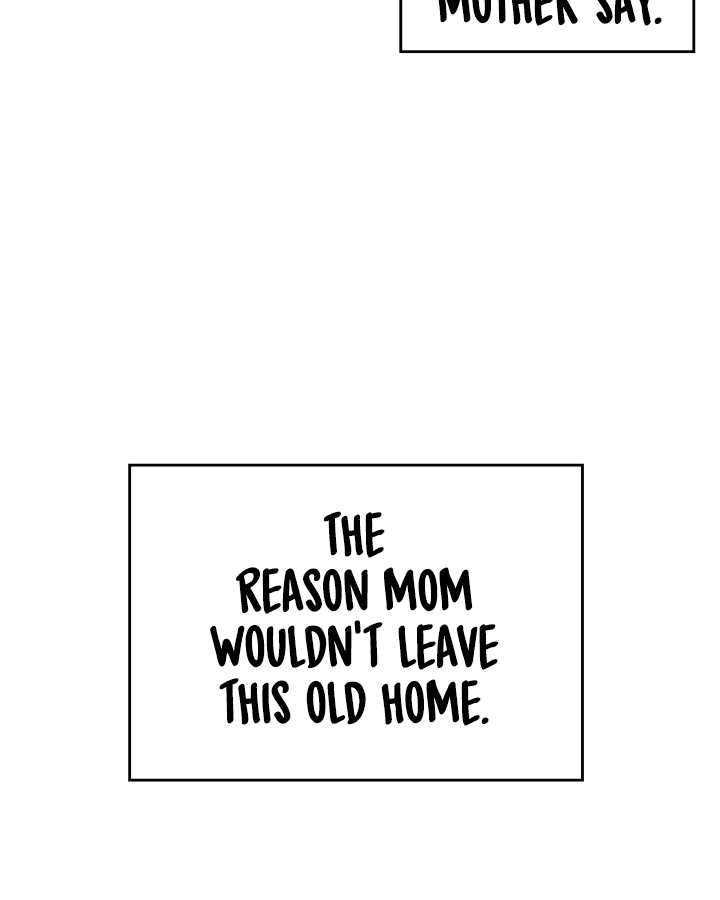 MOTHER SAY.
THE
REASON MOM
WOULDN'T LEAVE
THIS OLD HOME.